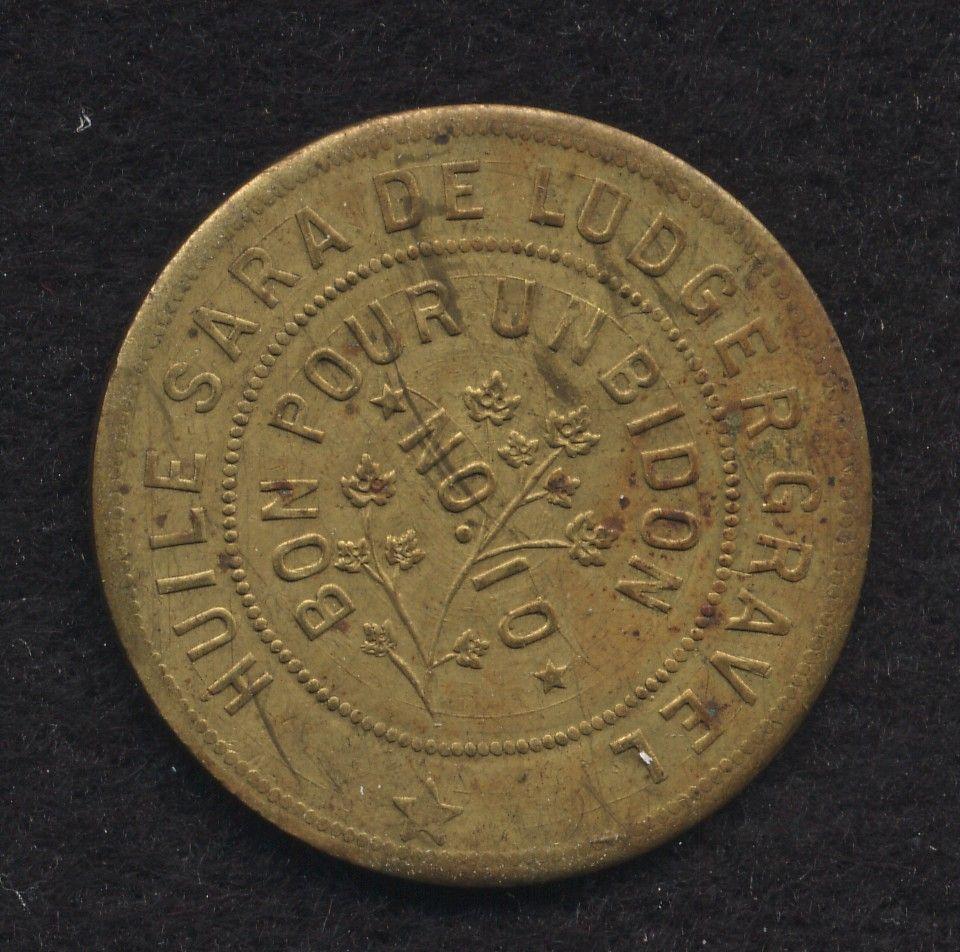 HUILE SARA DE LUDGER GRAVEL
BON POUR UN BIDON
NO. 10